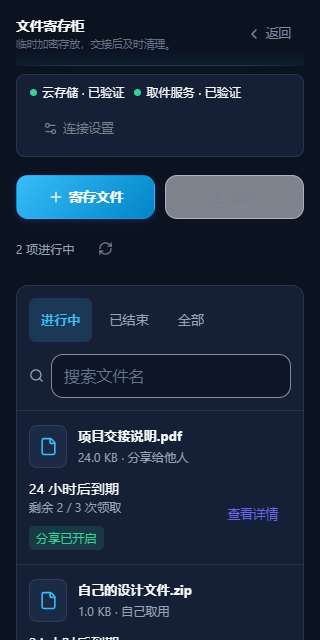 文件寄存柜
临时加密存放，交接后及时清理。
返回
云存储 · 已验证
取件服务 · 已验证
连接设置
寄存文件
2 项进行中
进行中
已结束
全部
搜索文件名
项目交接说明.pdf
24.0 KB · 分享给他人
24 小时后到期
剩余 2 / 3 次领取
查看详情
分享已开启
自己的设计文件.zip
1.0 KB · 自己取用